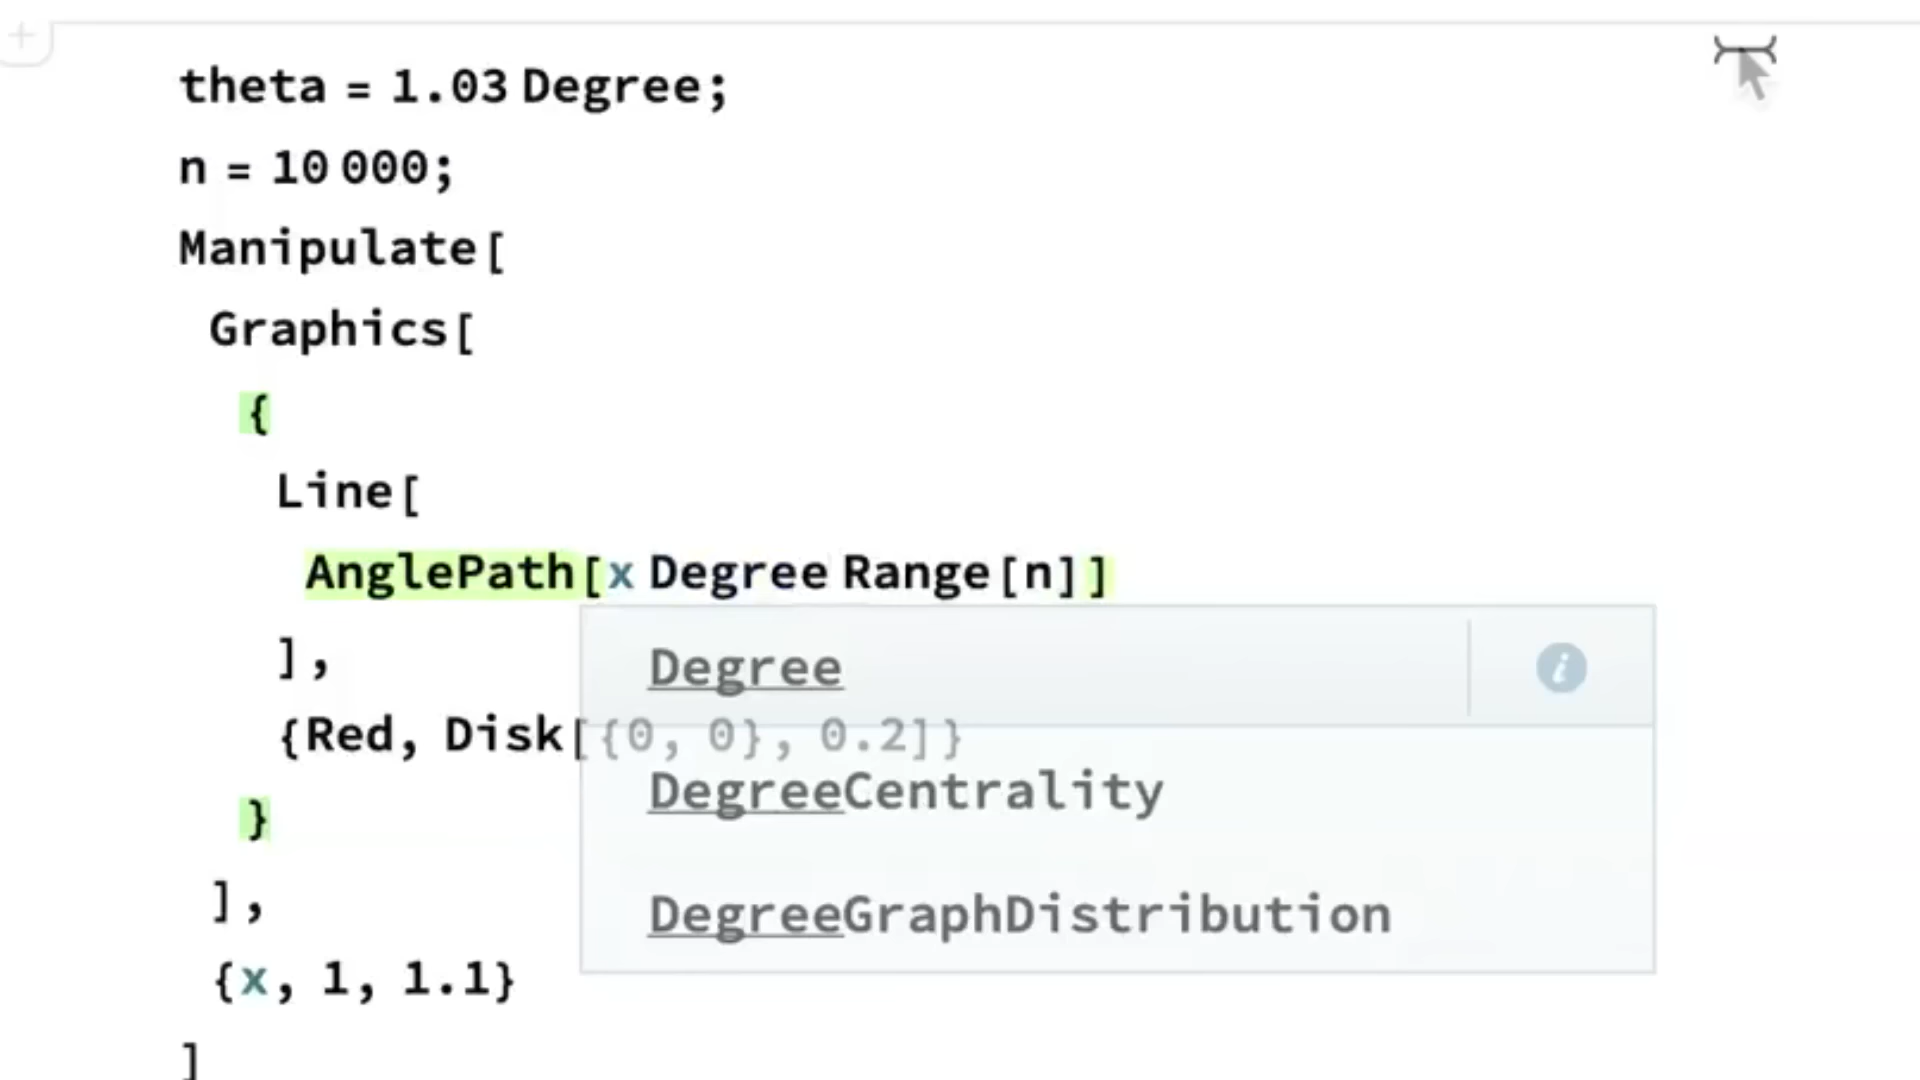 theta = 1.03 Degree;
n = 10 000;
Manipulate[
Graphics[
{
Line[
AnglePath[x Degree Range[n]]
],
Degree
{Red, Disk[{0, 0}, 0.2]}
DegreeCentrality
}
],
DegreeGraphDistribution
{x, 1, 1.1}
]